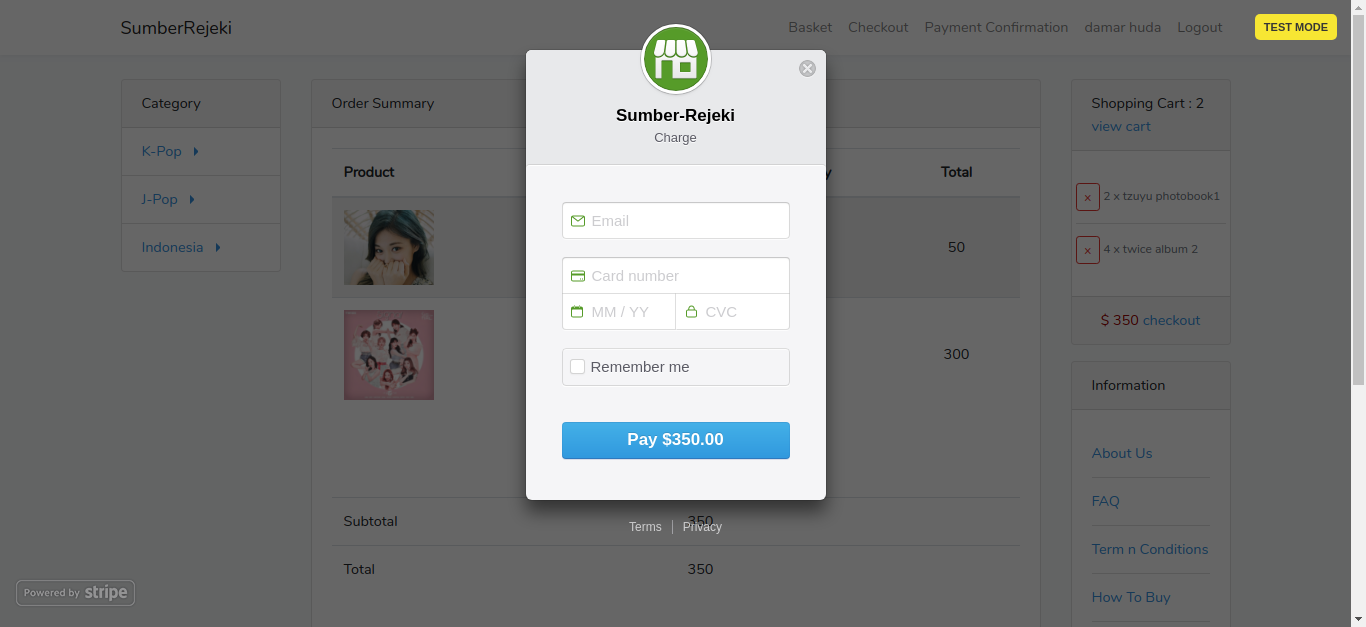 SumberRejeki
Basket Checkout Payment Confirmation damar huda Logout
TEST MODE
Category
K-Pop
J-Pop
Indonesia
Order Summary
Product
y
Total
50
300
Subtotal 350
Total 350
Sumber-Rejeki
Charge
Email
Card number
MM / YY
CVC
Remember me
Pay $350.00
Terms
Privacy
Shopping Cart : 2
view cart
x 2 x tzuyu photobook1
x 4 x twice album 2
$ 350 checkout
Information
About Us
FAQ
Term n Conditions
How To Buy
Powered by stripe